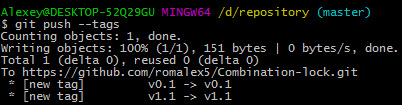 Alexey@DESKTOP-52Q29GU MINGW64 /d/repository (master)
$ git push --tags
Counting objects: 1, done.
Writing objects: 100% (1/1), 151 bytes | 0 bytes/s, done.
Total 1 (delta 0), reused 0 (delta 0)
To https://github.com/romalex5/Combination-lock.git
 * [new tag]         v0.1 -> v0.1
 * [new tag]         v1.1 -> v1.1